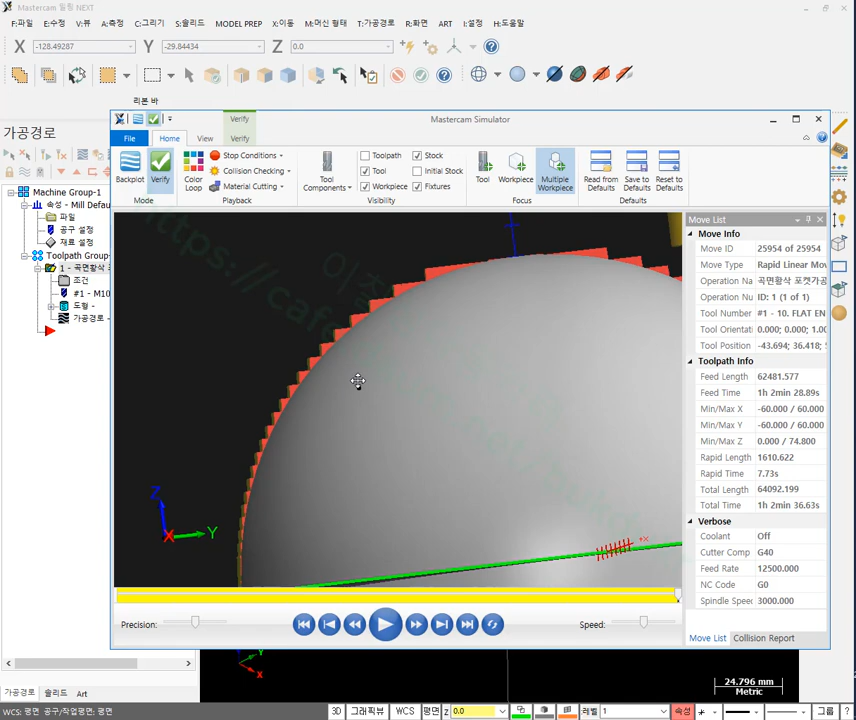 Mastercam 밀링 NEXT
F:파일 E:수정 V:뷰 A:측정 C:그리기 S:솔리드 MODEL PREP X:이동 M:머신 형태 T:가공경로 R:화면 ART I:설정 H:도움말
X -128.49287 Y -29.84434 Z 0.0
리본 바
가공경로
Machine Group-1
속성 - Mill Defau
파일
공구 설정
재료 설정
Toolpath Group-
1 - 곡면황삭 포
조건
#1 - M10
도형 -
가공경로
Verify
Mastercam Simulator
File Home View Verify
Backplot
Verify
Mode
Color Loop
Stop Conditions
Collision Checking
Material Cutting
Playback
Tool Components
Toolpath Stock
Tool Initial Stock
Workpiece Fixtures
Visibility
Tool
Workpiece
Multiple Workpiece
Focus
Read from Defaults
Save to Defaults
Reset to Defaults
Defaults
Move List
Move Info
Move ID 25954 of 25954
Move Type Rapid Linear Mov
Operation Na 곡면황삭 포켓가공
Operation Nu ID: 1 (1 of 1)
Tool Number #1 - 10. FLAT EN
Tool Orientati 0.000; 0.000; 1.00
Tool Position -43.694; 36.418;
Toolpath Info
Feed Length 62481.577
Feed Time 1h 2min 28.89s
Min/Max X -60.000 / 60.000
Min/Max Y -60.000 / 60.000
Min/Max Z 0.000 / 74.800
Rapid Length 1610.622
Rapid Time 7.73s
Total Length 64092.199
Total Time 1h 2min 36.63s
Verbose
Coolant Off
Cutter Comp G40
Feed Rate 12500.000
NC Code G0
Spindle Speed 3000.000
Z
X Y
+X
Precision:
Speed:
Move List Collision Report
가공경로 솔리드 Art
Y
X
24.796 mm
Metric
WCS: 평면 공구/작업평면: 평면
3D 그래픽뷰 WCS 평면 Z 0.0 레벨 1 속성 그룹 ?